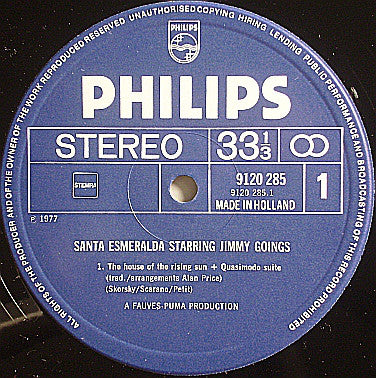 ALL RIGHTS OF THE PRODUCER AND OF THE OWNER OF THE WORK REPRODUCED RESERVED UNAUTHORISED COPYING HIRING LENDING PUBLIC PERFORMANCE AND BROADCASTING OF THIS RECORD PROHIBITED
PHILIPS
PHILIPS
STEREO 33 1/3 ∞
STEMRA
9120 285
9120 285.1
MADE IN HOLLAND
1
P. 1977
SANTA ESMERALDA STARRING JIMMY GOINGS
1. The house of the rising sun + Quasimodo suite
(trad./arrangements Alan Price)
(Skorsky/Scarano/Petit)
A FAUVES-PUMA PRODUCTION